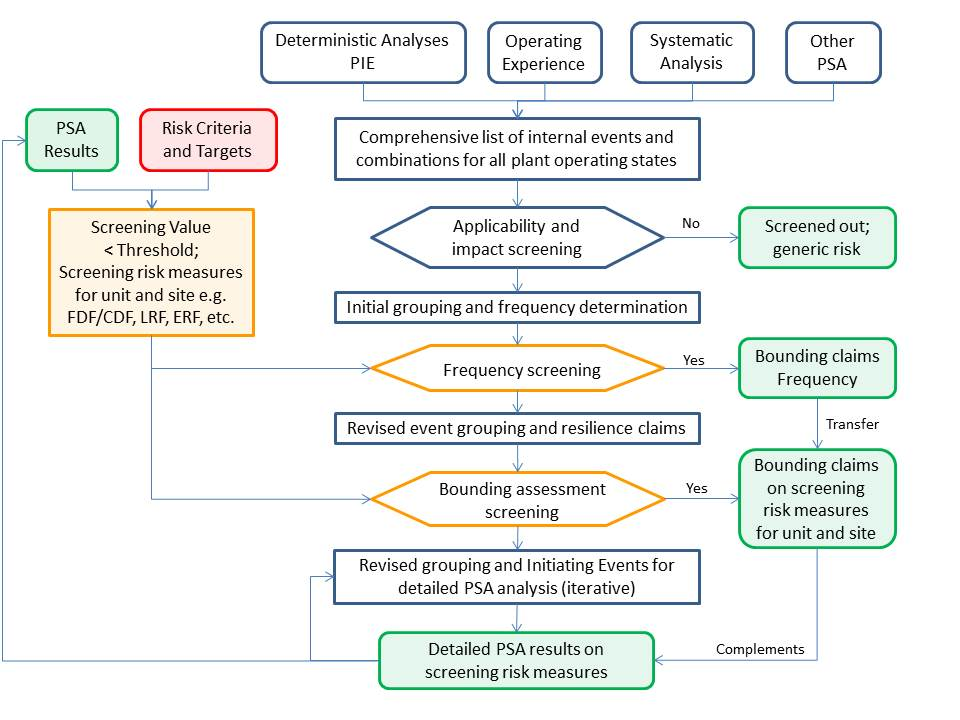 Deterministic Analyses
PIE
Operating
Experience
Systematic
Analysis
Other
PSA
PSA
Results
Risk Criteria
and Targets
Comprehensive list of internal events and
combinations for all plant operating states
Screening Value
< Threshold;
Screening risk measures
for unit and site e.g.
FDF/CDF, LRF, ERF, etc.
Applicability and
impact screening
No
Screened out;
generic risk
Initial grouping and frequency determination
Frequency screening
Yes
Bounding claims
Frequency
Transfer
Revised event grouping and resilience claims
Bounding assessment
screening
Yes
Bounding claims
on screening
risk measures
for unit and site
Revised grouping and Initiating Events for
detailed PSA analysis (iterative)
Detailed PSA results on
screening risk measures
Complements